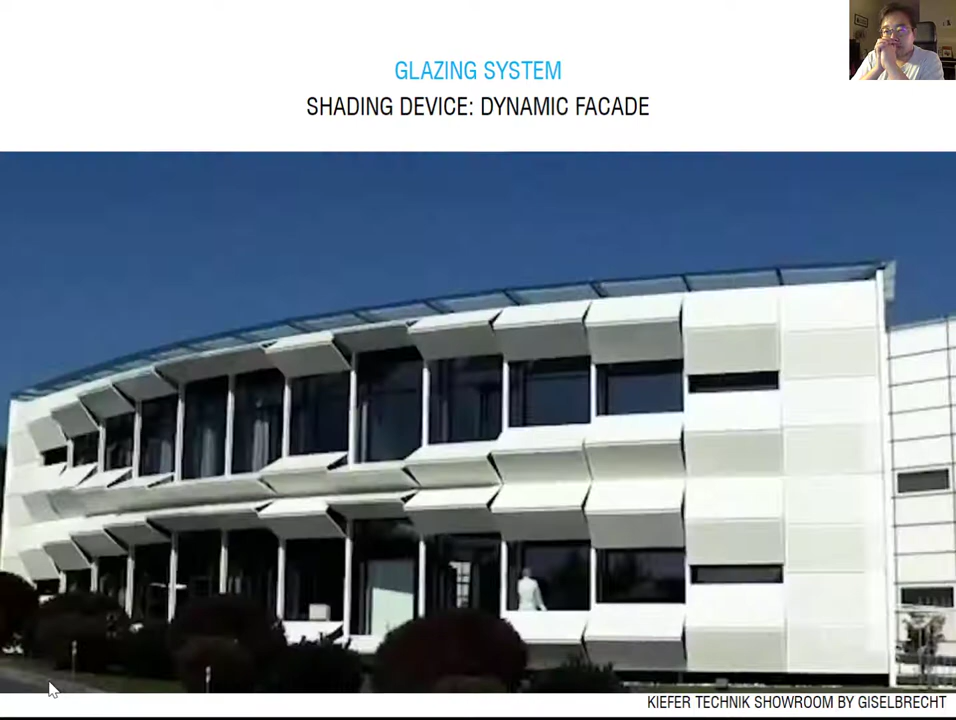 GLAZING SYSTEM
SHADING DEVICE: DYNAMIC FACADE
KIEFER TECHNIK SHOWROOM BY GISELBRECHT